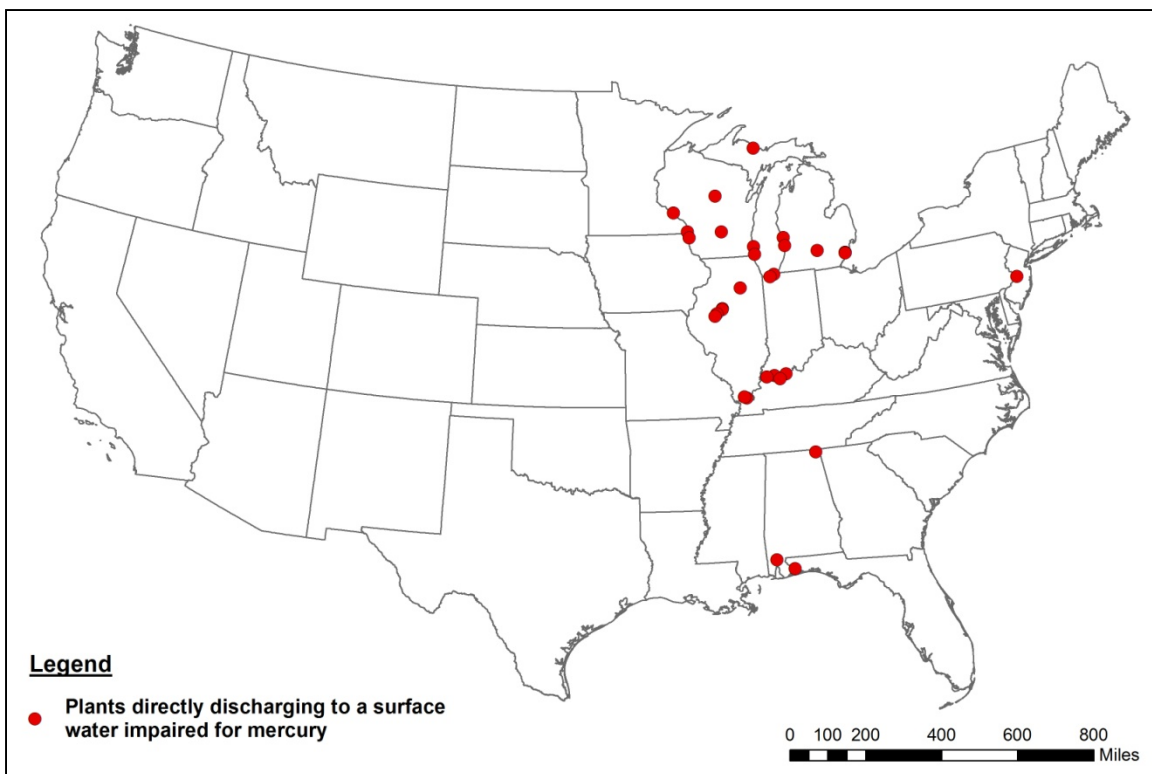 Legend
Plants directly discharging to a surface
water impaired for mercury
0 100 200 400 600 800
Miles